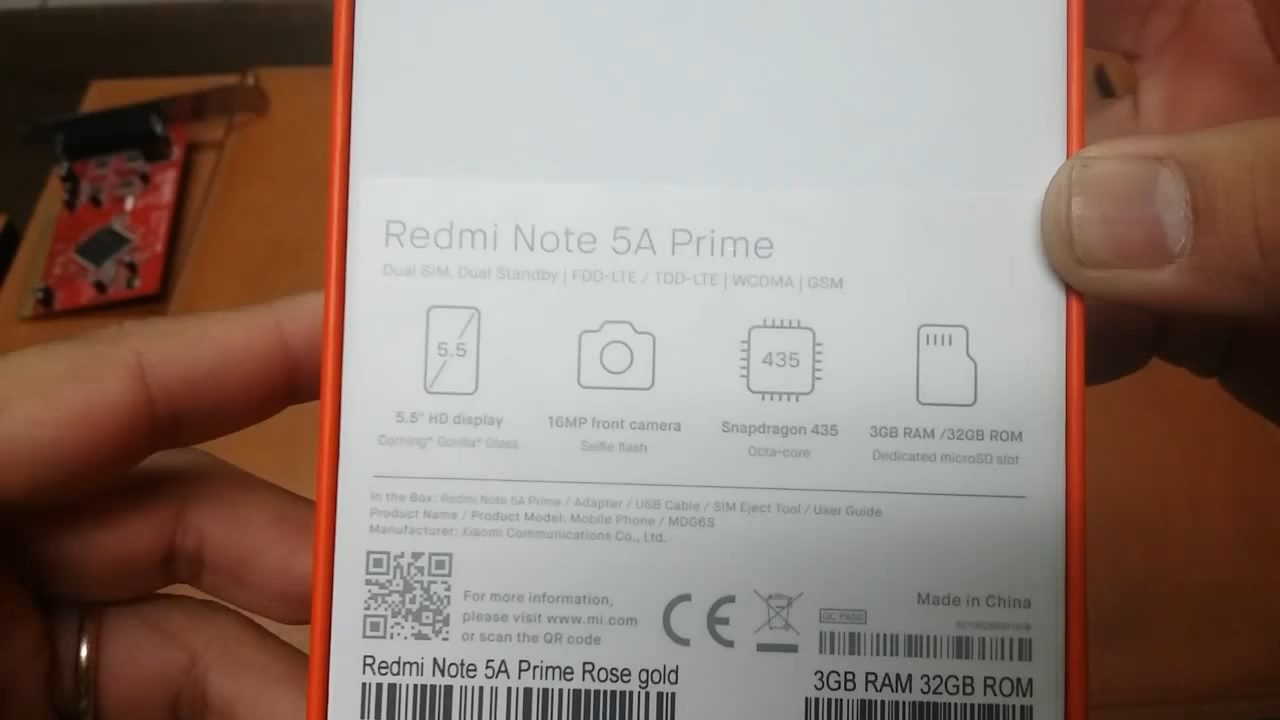 Redmi Note 5A Prime
Dual SIM, Dual Standby | FDD-LTE / TDD-LTE | WCDMA | GSM
5.5
435
5.5" HD display
16MP front camera
Snapdragon 435
3GB RAM /32GB ROM
Corning® Gorilla® Glass
Selfie flash
Octa-core
Dedicated microSD slot
In the Box: Redmi Note 5A Prime / Adapter / USB Cable / SIM Eject Tool / User Guide
Product Name / Product Model: Mobile Phone / MDG6S
Manufacturer: Xiaomi Communications Co., Ltd.
For more information,
please visit www.mi.com
or scan the QR code
CE
QC PASS
Made in China
Redmi Note 5A Prime Rose gold
3GB RAM 32GB ROM